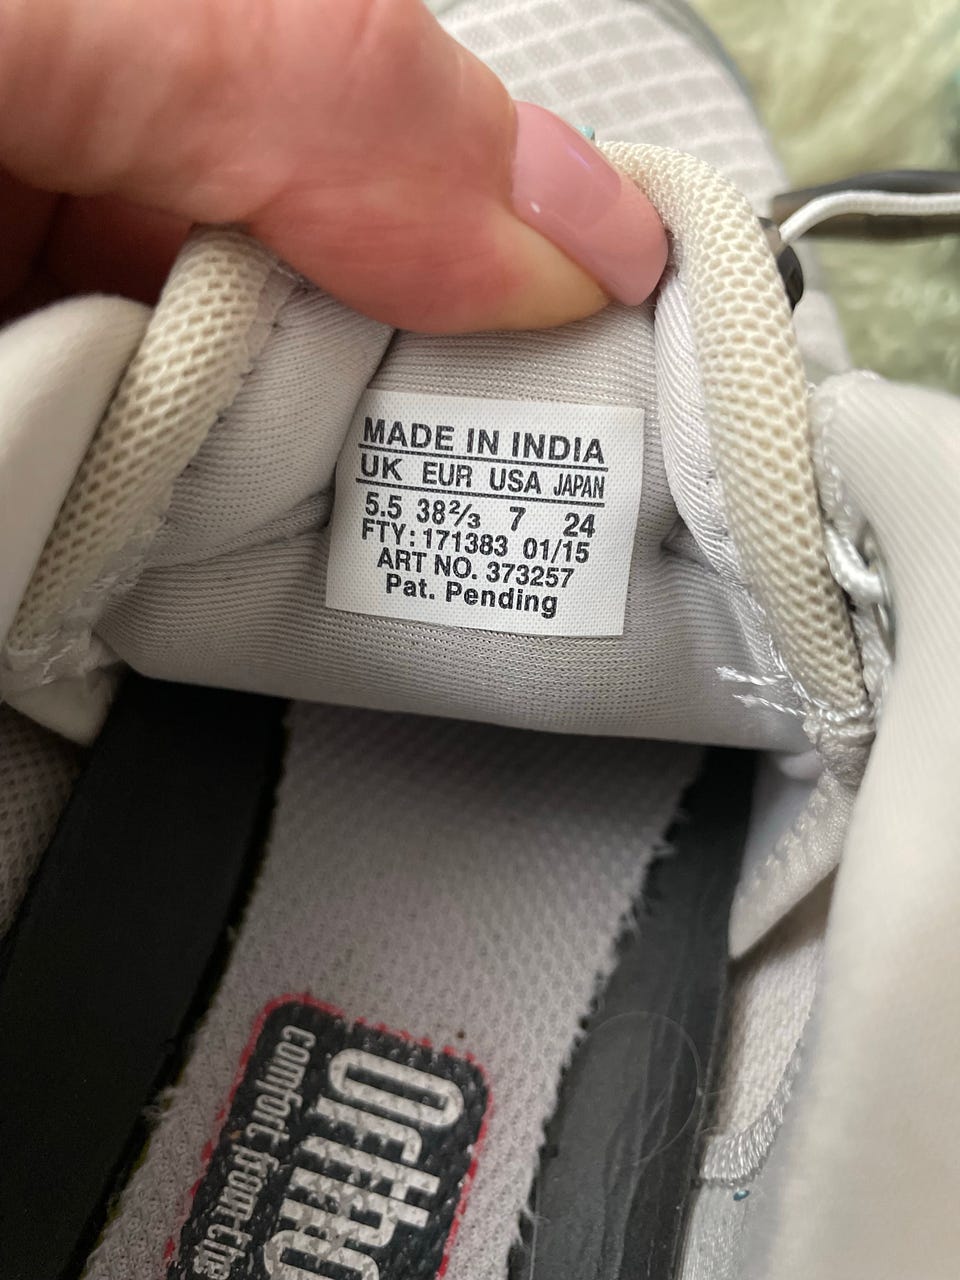 MADE IN INDIA
UK EUR USA JAPAN
5.5 38⅔ 7 24
FTY: 171383 01/15
ART NO. 373257
Pat. Pending
comfort from the